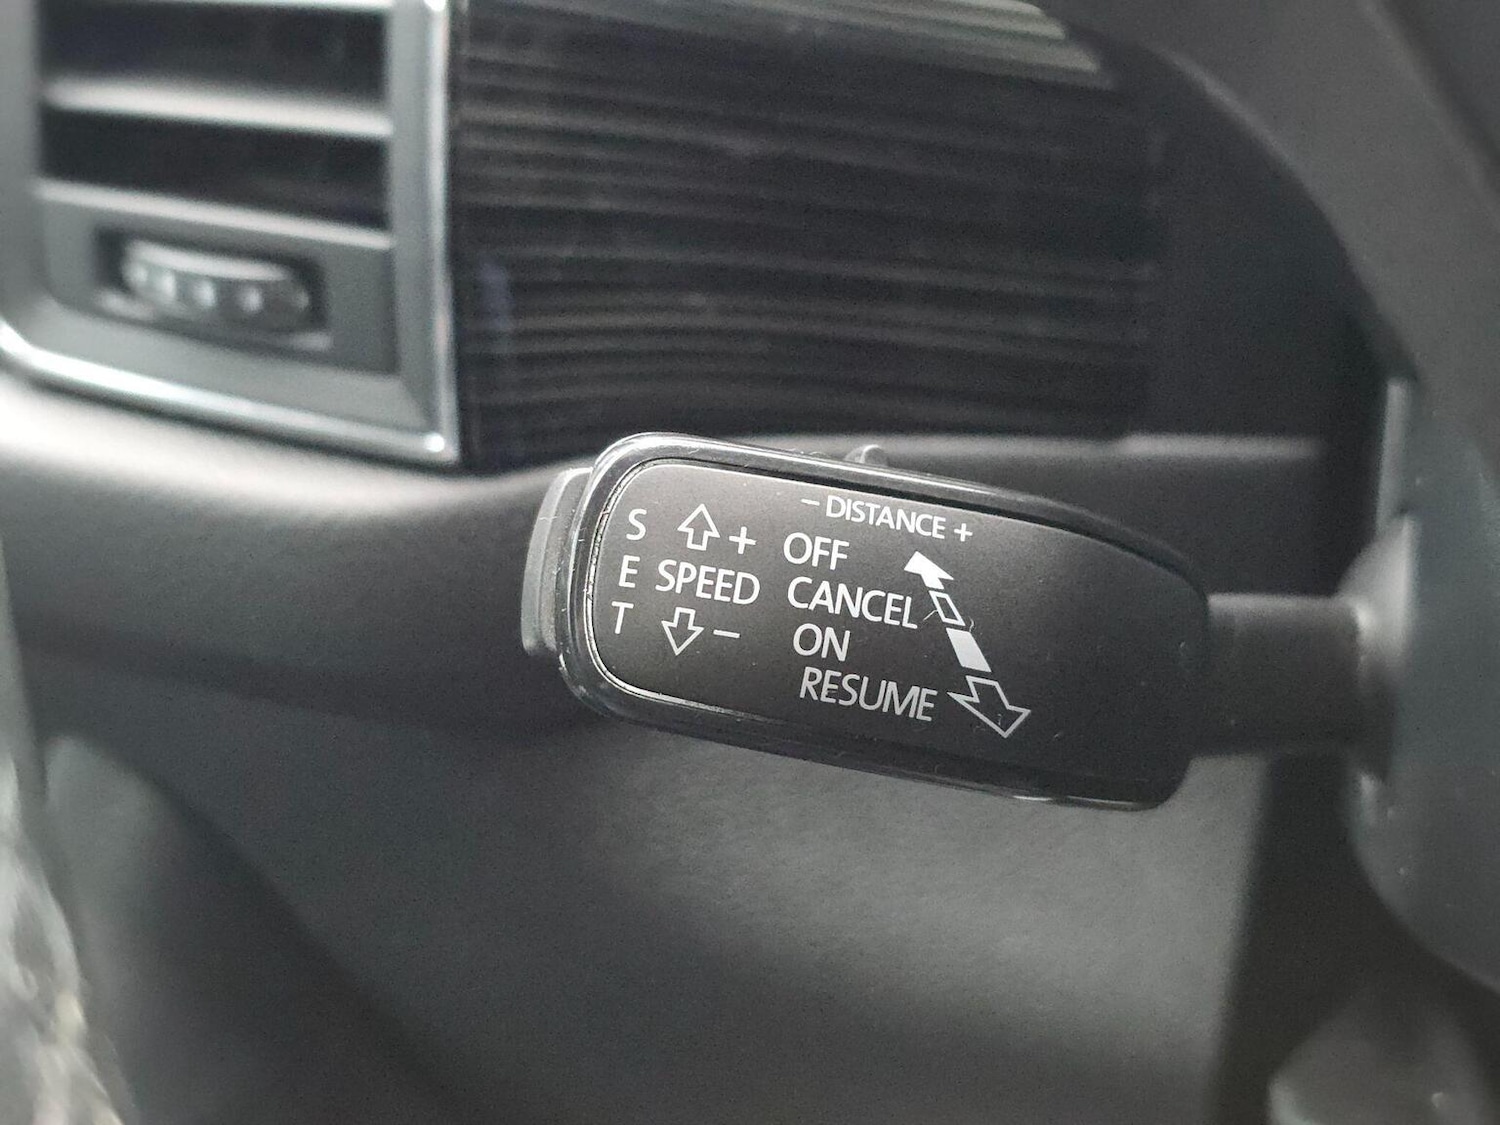 - DISTANCE +
S + OFF
E SPEED CANCEL
T - ON
RESUME